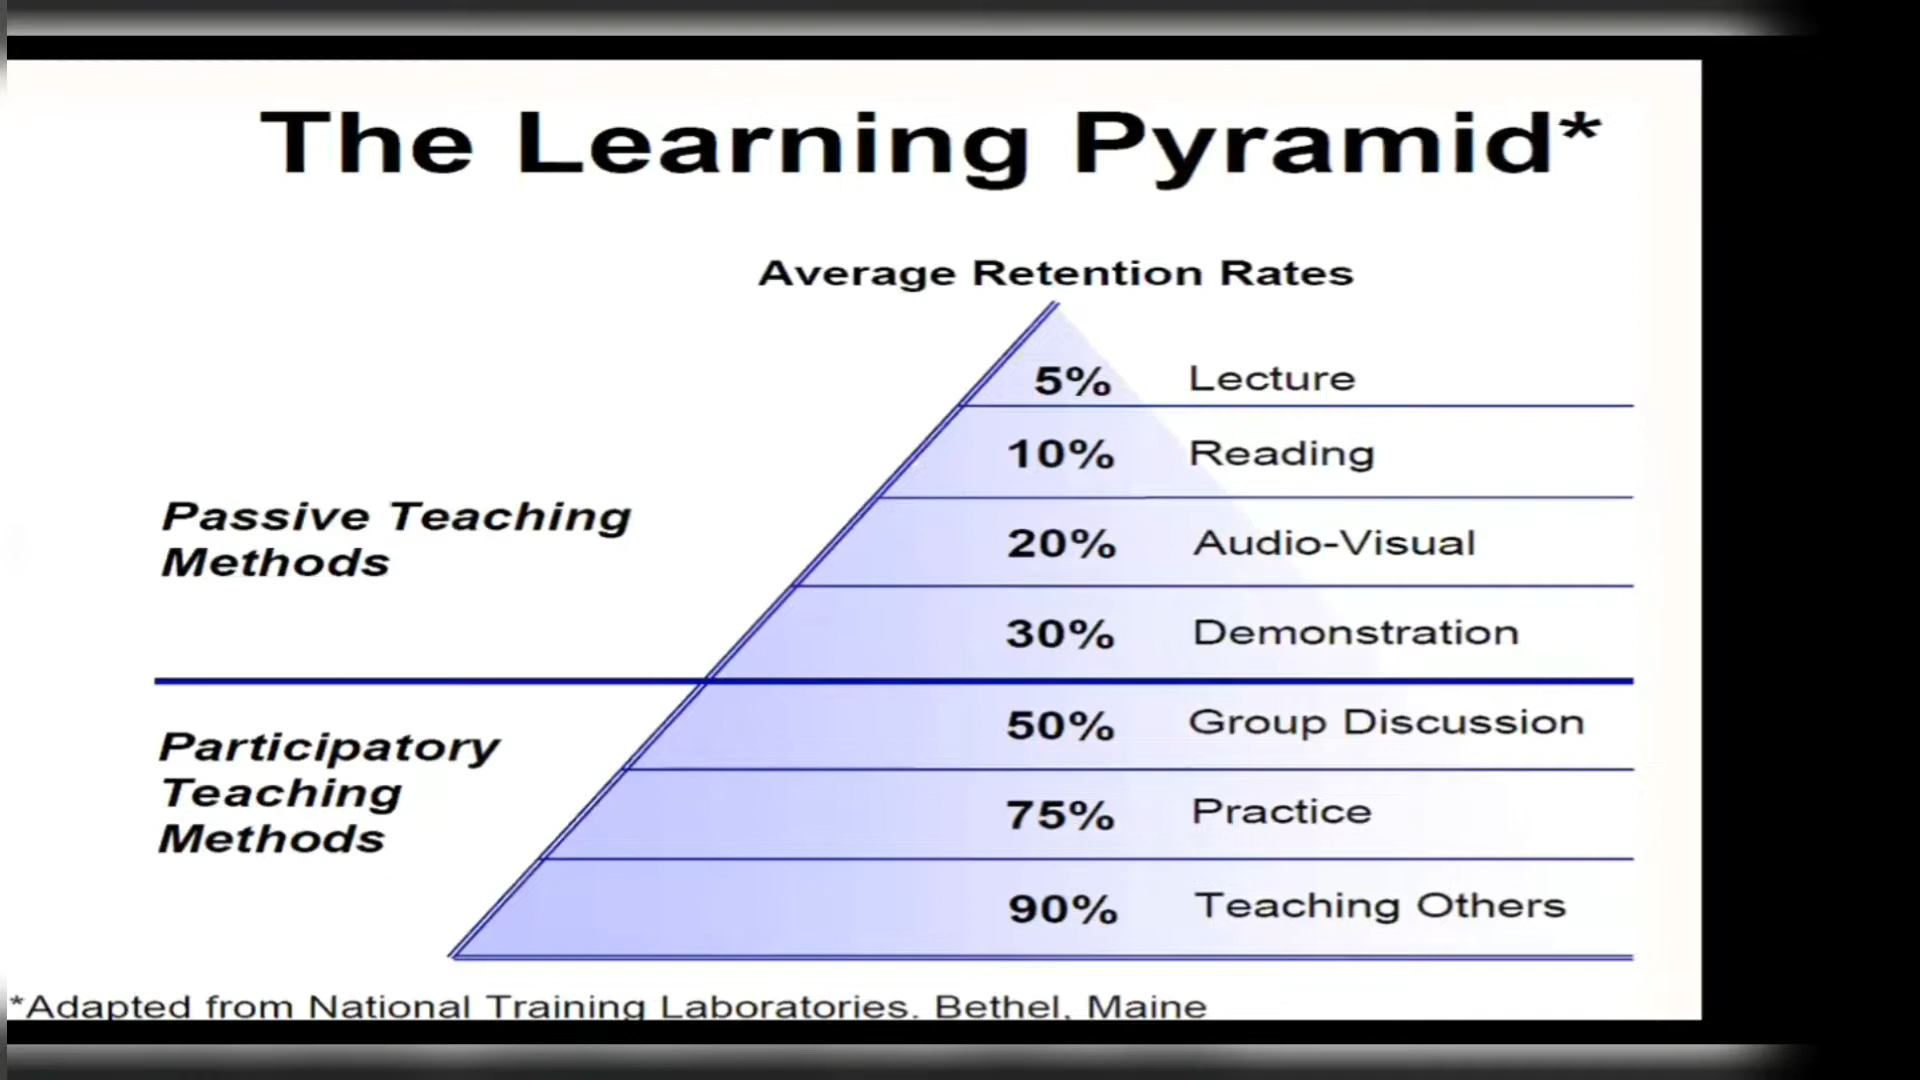 The Learning Pyramid*
Average Retention Rates
5% Lecture
10% Reading
20% Audio-Visual
30% Demonstration
Passive Teaching
Methods
50% Group Discussion
75% Practice
90% Teaching Others
Participatory
Teaching
Methods
*Adapted from National Training Laboratories. Bethel, Maine